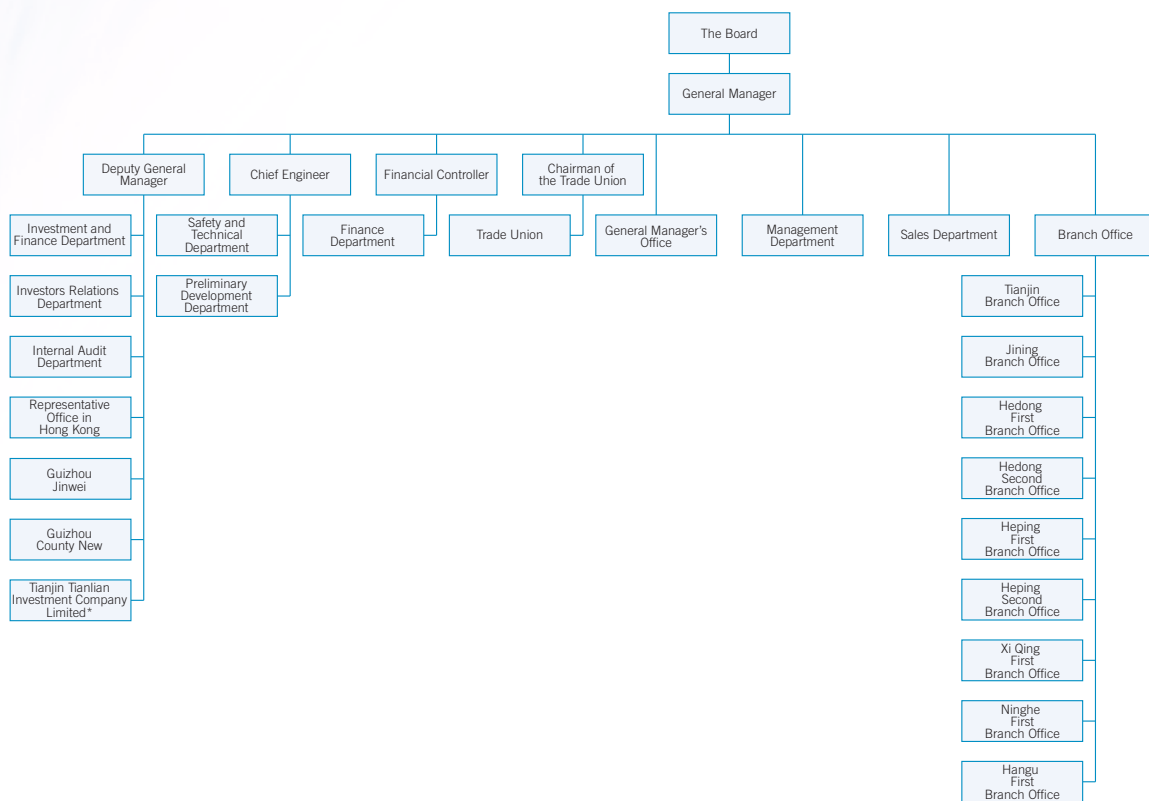 The Board
General Manager
Deputy General
Manager
Chief Engineer
Financial Controller
Chairman of
the Trade Union
Investment and
Finance Department
Safety and
Technical
Department
Finance
Department
Trade Union
General Manager's
Office
Management
Department
Sales Department
Branch Office
Investors Relations
Department
Preliminary
Development
Department
Tianjin
Branch Office
Internal Audit
Department
Jining
Branch Office
Representative
Office in
Hong Kong
Hedong
First
Branch Office
Guizhou
Jinwei
Hedong
Second
Branch Office
Guizhou
County New
Heping
First
Branch Office
Tianjin Tianlian
Investment Company
Limited*
Heping
Second
Branch Office
Xi Qing
First
Branch Office
Ninghe
First
Branch Office
Hangu
First
Branch Office